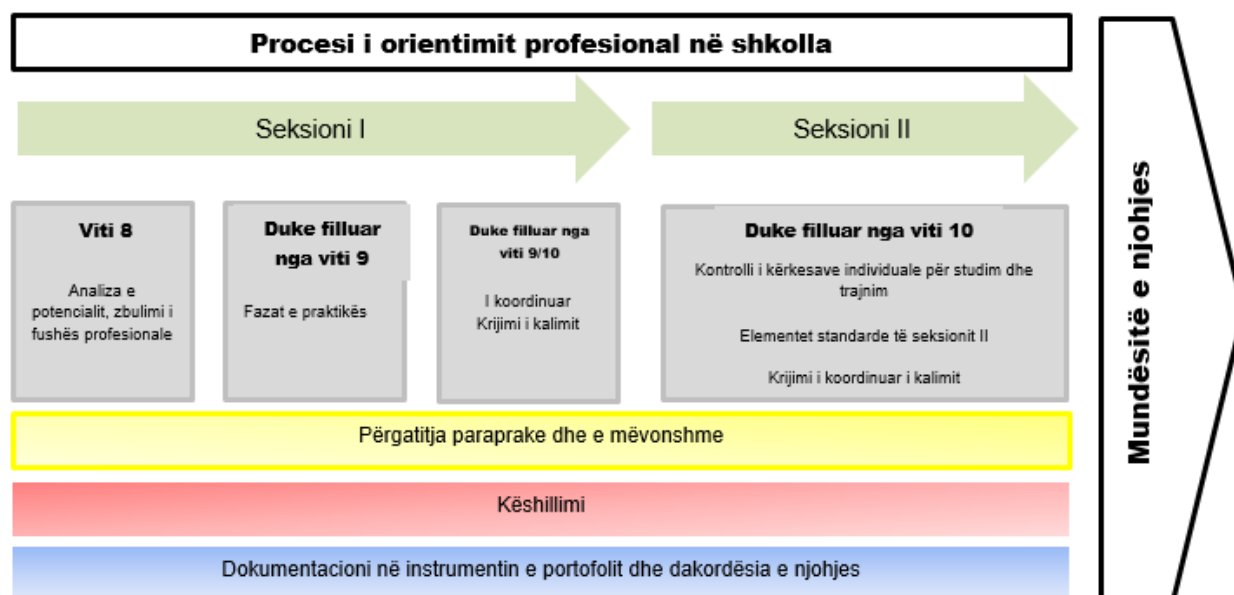 Procesi i orientimit profesional në shkolla
Seksioni I
Seksioni II
Viti 8
Analiza e
potencialit, zbulimi i
fushës profesionale
Duke filluar
nga viti 9
Fazat e praktikës
Duke filluar nga
viti 9/10
I koordinuar
Krijimi i kalimit
Duke filluar nga viti 10
Kontrolli i kërkesave individuale për studim dhe
trajnim
Elementet standarde të seksionit II
Krijimi i koordinuar i kalimit
Përgatitja paraprake dhe e mëvonshme
Këshillimi
Dokumentacioni në instrumentin e portofolit dhe dakordësia e njohjes
Mundësitë e njohjes